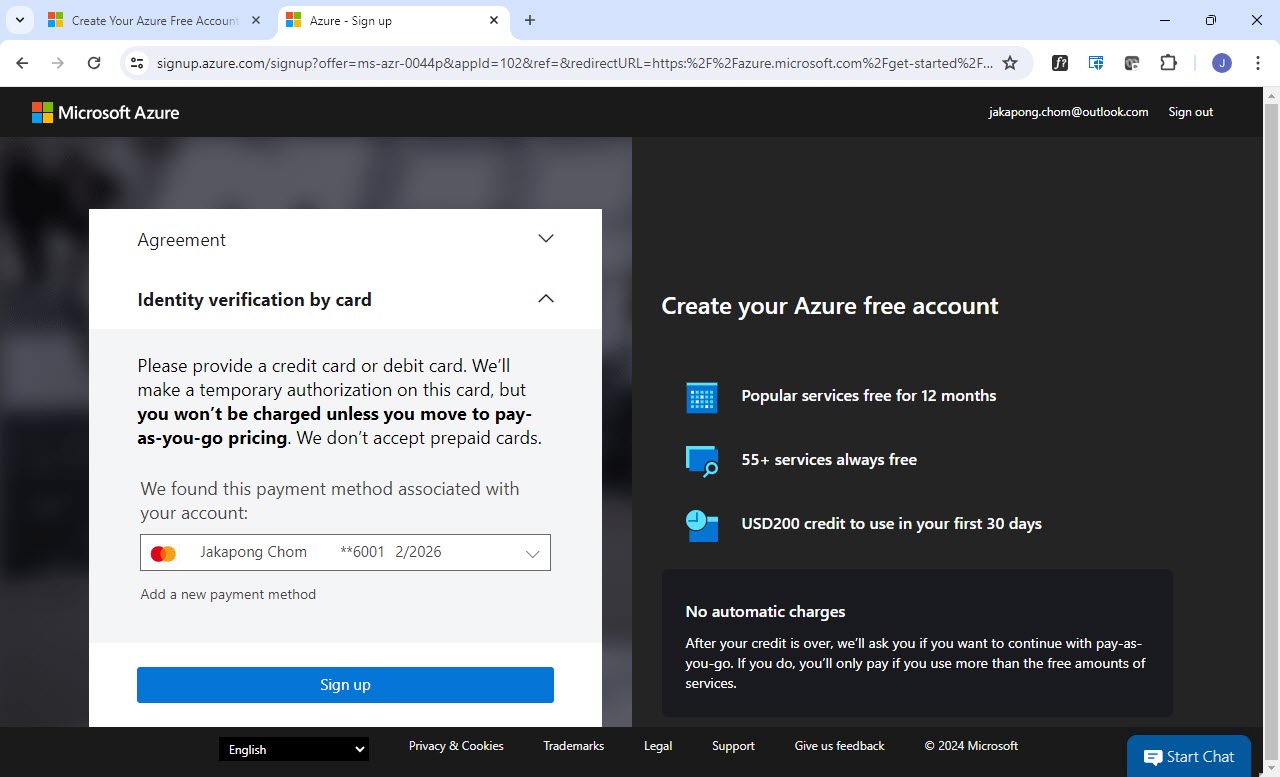 Create Your Azure Free Account
Azure - Sign up
signup.azure.com/signup?offer=ms-azr-0044p&appId=102&ref=&redirectURL=https:%2F%2Fazure.microsoft.com%2Fget-started%2F...
J
Microsoft Azure
jakapong.chom@outlook.com Sign out
Agreement
Identity verification by card
Please provide a credit card or debit card. We’ll
make a temporary authorization on this card, but
you won’t be charged unless you move to pay-
as-you-go pricing. We don’t accept prepaid cards.
We found this payment method associated with
your account:
Jakapong Chom **6001 2/2026
Add a new payment method
Sign up
Create your Azure free account
Popular services free for 12 months
55+ services always free
USD200 credit to use in your first 30 days
No automatic charges
After your credit is over, we’ll ask you if you want to continue with pay-as-
you-go. If you do, you’ll only pay if you use more than the free amounts of
services.
English
Privacy & Cookies Trademarks Legal Support Give us feedback © 2024 Microsoft
Start Chat